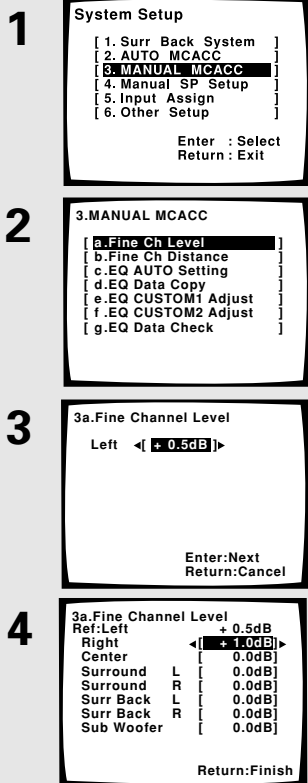 1
System Setup
[ 1. Surr Back System ]
[ 2. AUTO MCACC ]
[ 3. MANUAL MCACC ]
[ 4. Manual SP Setup ]
[ 5. Input Assign ]
[ 6. Other Setup ]
Enter : Select
Return : Exit
2
3.MANUAL MCACC
[ a.Fine Ch Level ]
[ b.Fine Ch Distance ]
[ c.EQ AUTO Setting ]
[ d.EQ Data Copy ]
[ e.EQ CUSTOM1 Adjust ]
[ f .EQ CUSTOM2 Adjust ]
[ g.EQ Data Check ]
3
3a.Fine Channel Level
Left ◄[ + 0.5dB ]►
Enter:Next
Return:Cancel
4
3a.Fine Channel Level
Ref:Left + 0.5dB
Right ◄[ + 1.0dB]►
Center [ 0.0dB]
Surround L [ 0.0dB]
Surround R [ 0.0dB]
Surr Back L [ 0.0dB]
Surr Back R [ 0.0dB]
Sub Woofer [ 0.0dB]
Return:Finish